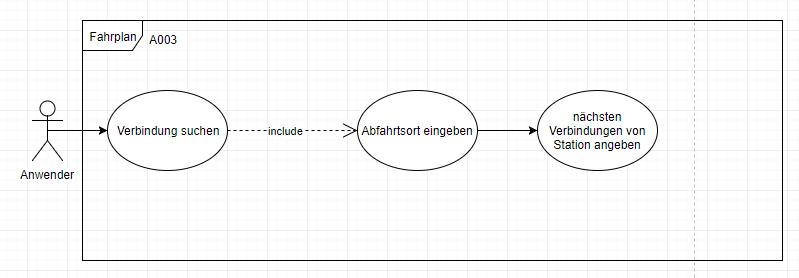 Fahrplan
A003
Verbindung suchen
include
Abfahrtsort eingeben
nächsten
Verbindungen von
Station angeben
Anwender